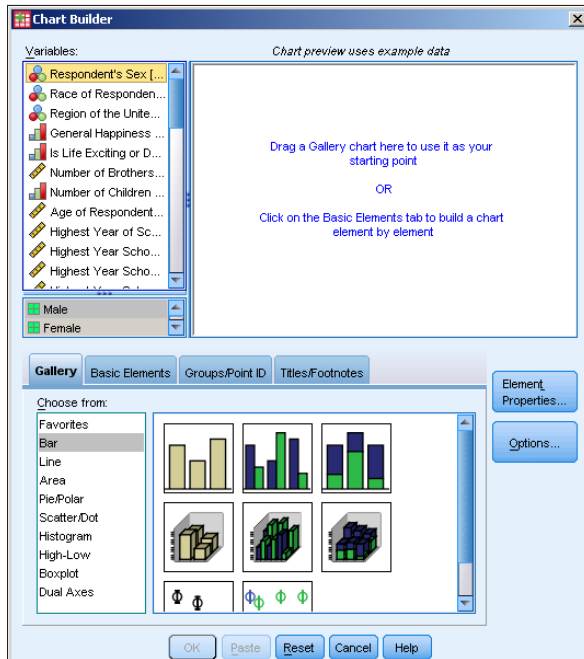 Chart Builder
Variables:
Chart preview uses example data
Respondent's Sex [...
Race of Responden...
Region of the Unite...
General Happiness ...
Is Life Exciting or D...
Number of Brothers...
Number of Children ...
Age of Respondent...
Highest Year of Sc...
Highest Year Scho...
Highest Year Scho...
Male
Female
Drag a Gallery chart here to use it as your
starting point
OR
Click on the Basic Elements tab to build a chart
element by element
Gallery
Basic Elements
Groups/Point ID
Titles/Footnotes
Choose from:
Favorites
Bar
Line
Area
Pie/Polar
Scatter/Dot
Histogram
High-Low
Boxplot
Dual Axes
Element
Properties...
Options...
OK
Paste
Reset
Cancel
Help